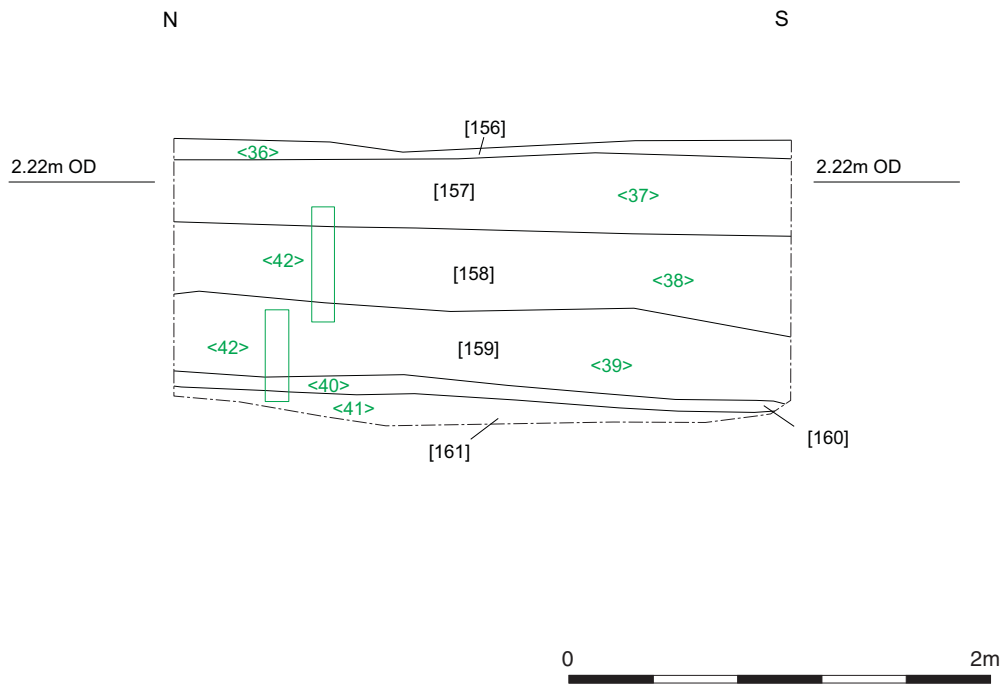 N S
[156]
<36>
2.22m OD 2.22m OD
[157] <37>
<42> [158] <38>
<42> [159] <39>
<40>
<41>
[160]
[161]
0 2m